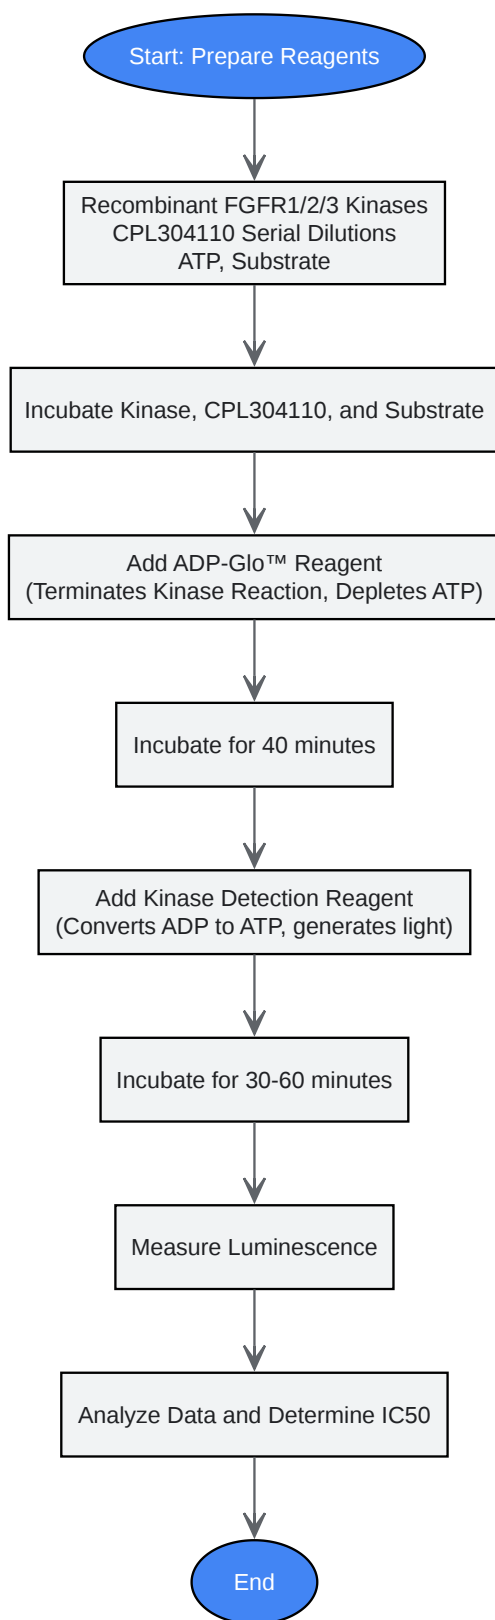 Start: Prepare Reagents
Recombinant FGFR1/2/3 Kinases
CPL304110 Serial Dilutions
ATP, Substrate
Incubate Kinase, CPL304110, and Substrate
Add ADP-Glo™ Reagent
(Terminates Kinase Reaction, Depletes ATP)
Incubate for 40 minutes
Add Kinase Detection Reagent
(Converts ADP to ATP, generates light)
Incubate for 30-60 minutes
Measure Luminescence
Analyze Data and Determine IC50
End